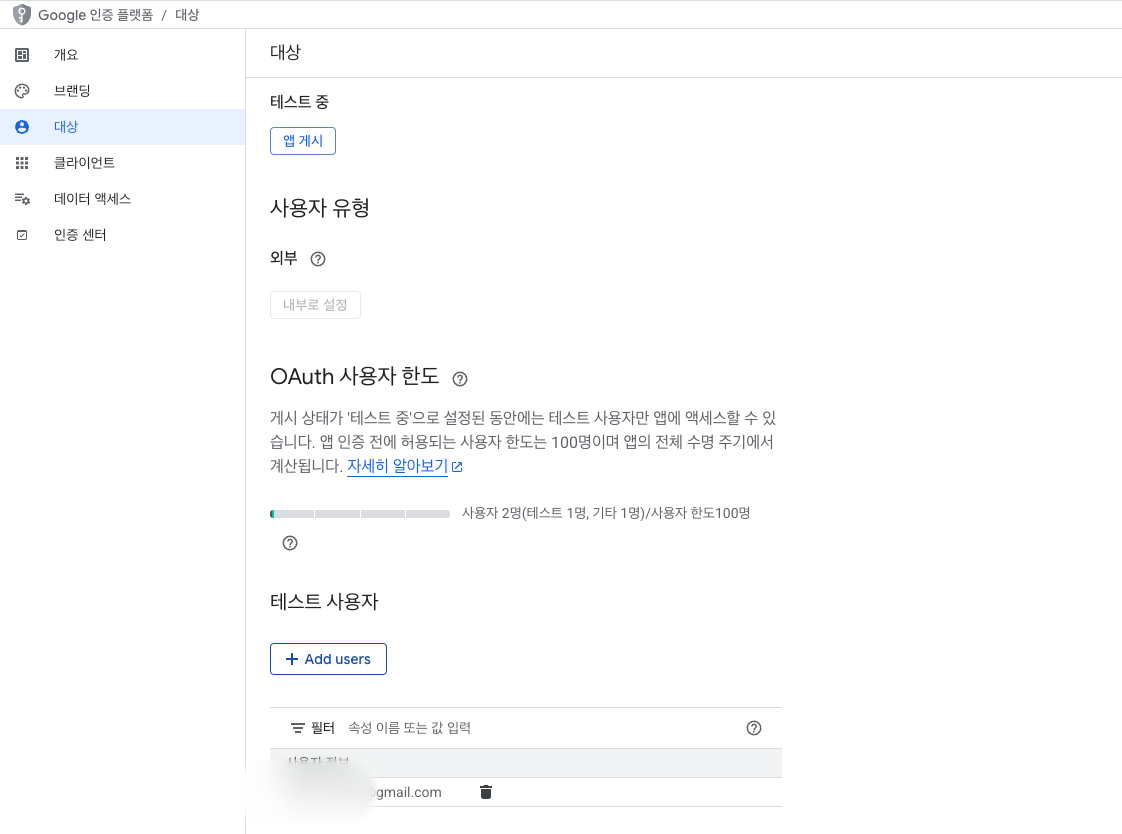 Google 인증 플랫폼 / 대상
개요
브랜딩
대상
클라이언트
데이터 액세스
인증 센터
대상
테스트 중
앱 게시
사용자 유형
외부
내부로 설정
OAuth 사용자 한도
게시 상태가 '테스트 중'으로 설정된 동안에는 테스트 사용자만 앱에 액세스할 수 있
습니다. 앱 인증 전에 허용되는 사용자 한도는 100명이며 앱의 전체 수명 주기에서
계산됩니다. 자세히 알아보기
사용자 2명(테스트 1명, 기타 1명)/사용자 한도100명
테스트 사용자
+ Add users
필터 속성 이름 또는 값 입력
사용자 정보
@gmail.com